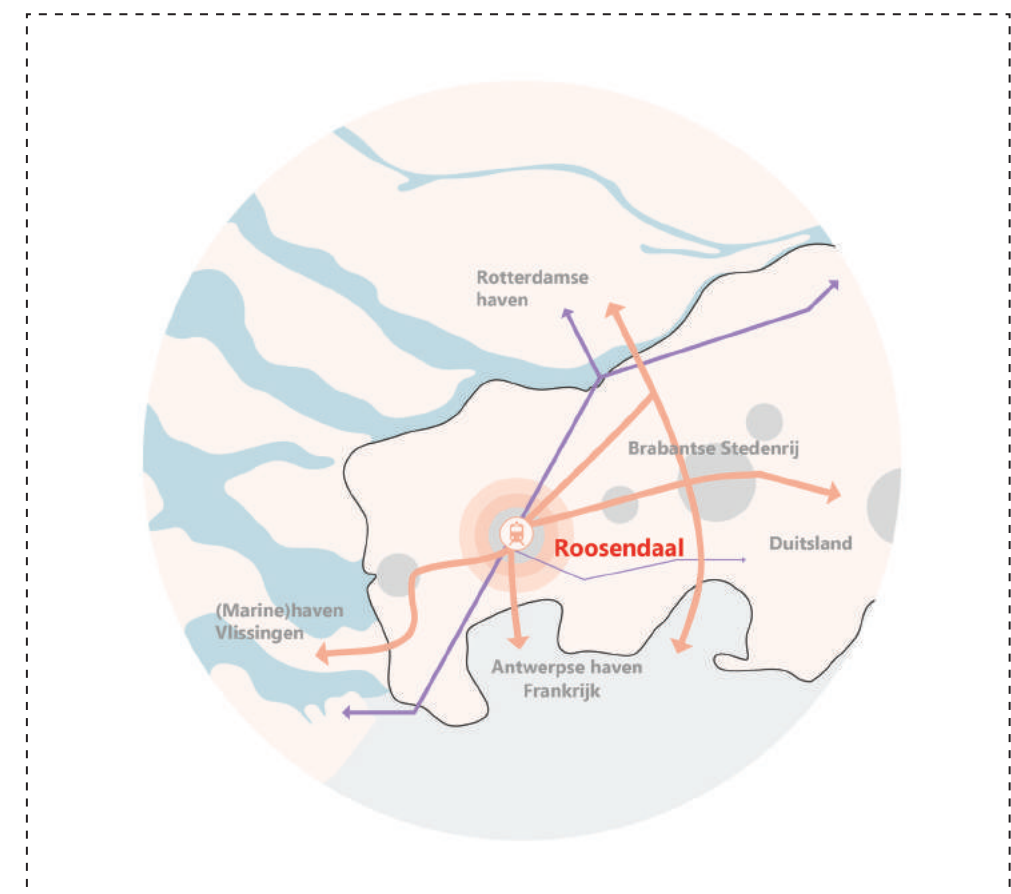 Rotterdamse
haven
Brabantse Stedenrij
Roosendaal
Duitsland
(Marine)haven
Vlissingen
Antwerpse haven
Frankrijk